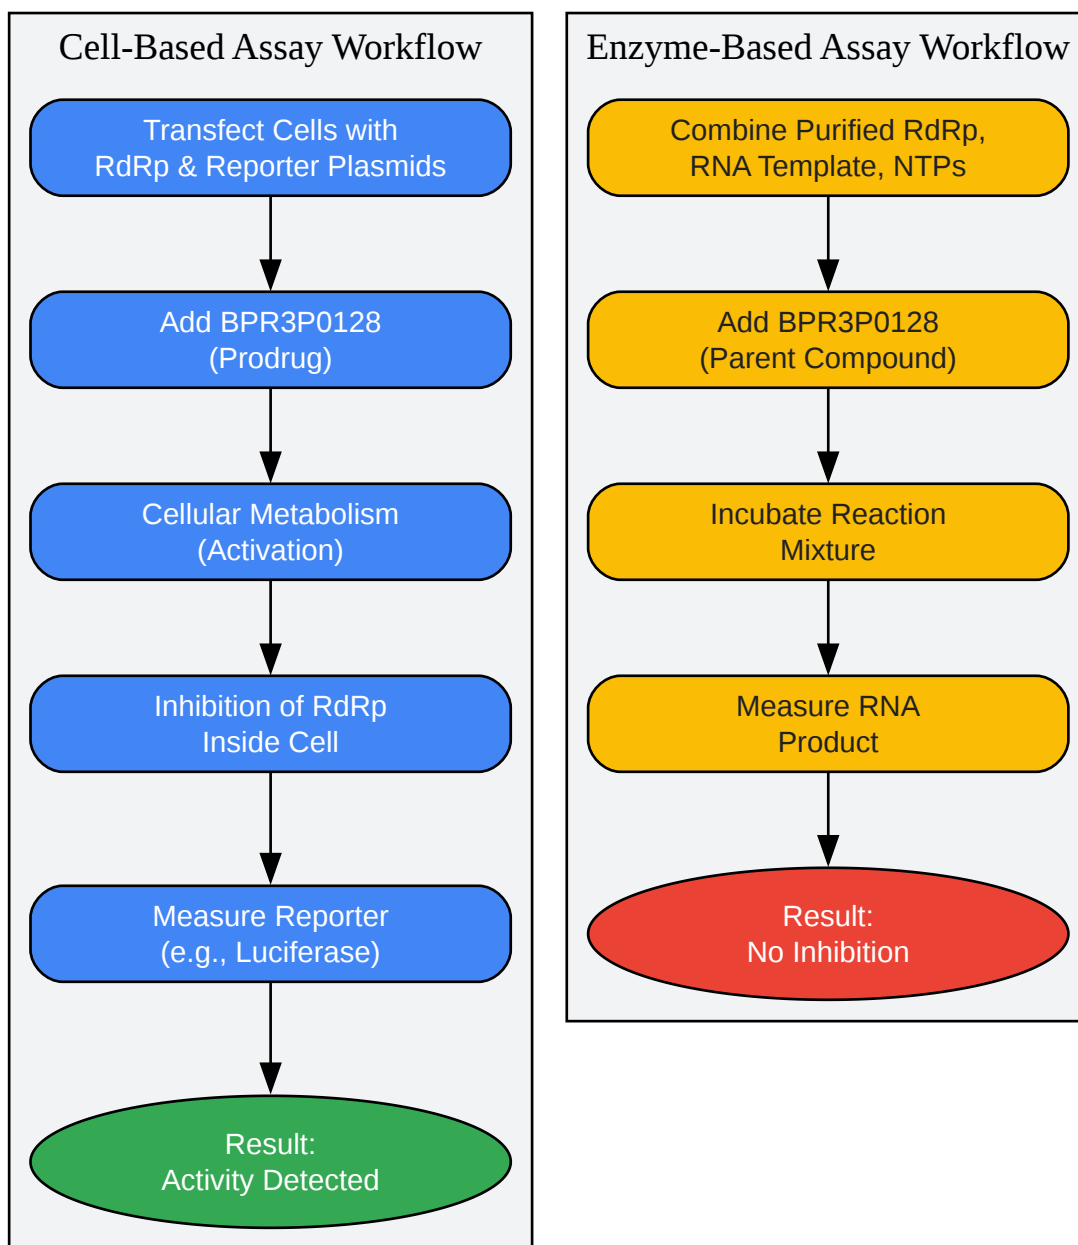 Cell-Based Assay Workflow
Transfect Cells with
RdRp & Reporter Plasmids
Add BPR3P0128
(Prodrug)
Cellular Metabolism
(Activation)
Inhibition of RdRp
Inside Cell
Measure Reporter
(e.g., Luciferase)
Result:
Activity Detected
Enzyme-Based Assay Workflow
Combine Purified RdRp,
RNA Template, NTPs
Add BPR3P0128
(Parent Compound)
Incubate Reaction
Mixture
Measure RNA
Product
Result:
No Inhibition